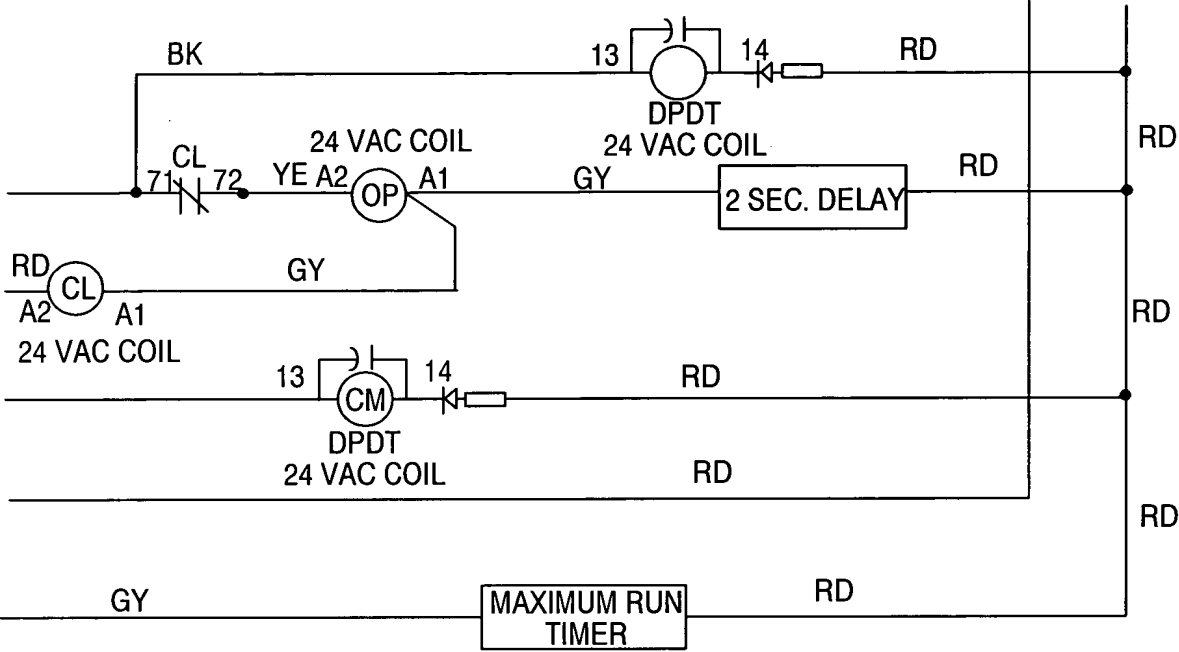 BK
13
14
RD
DPDT
24 VAC COIL
RD
24 VAC COIL
CL
71
72
YE A2
OP
A1
GY
2 SEC. DELAY
RD
RD
CL
GY
A2
A1
24 VAC COIL
RD
13
14
RD
CM
DPDT
24 VAC COIL
RD
RD
GY
MAXIMUM RUN
TIMER
RD